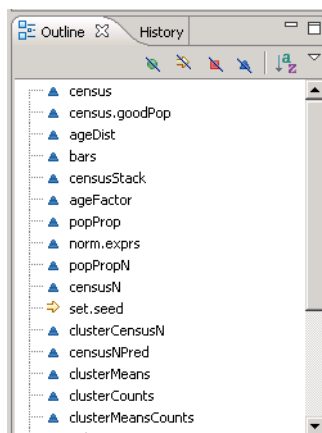 Outline History
a
z
census
census.goodPop
ageDist
bars
censusStack
ageFactor
popProp
norm.exprs
popPropN
censusN
set.seed
clusterCensusN
censusNPred
clusterMeans
clusterCounts
clusterMeansCounts